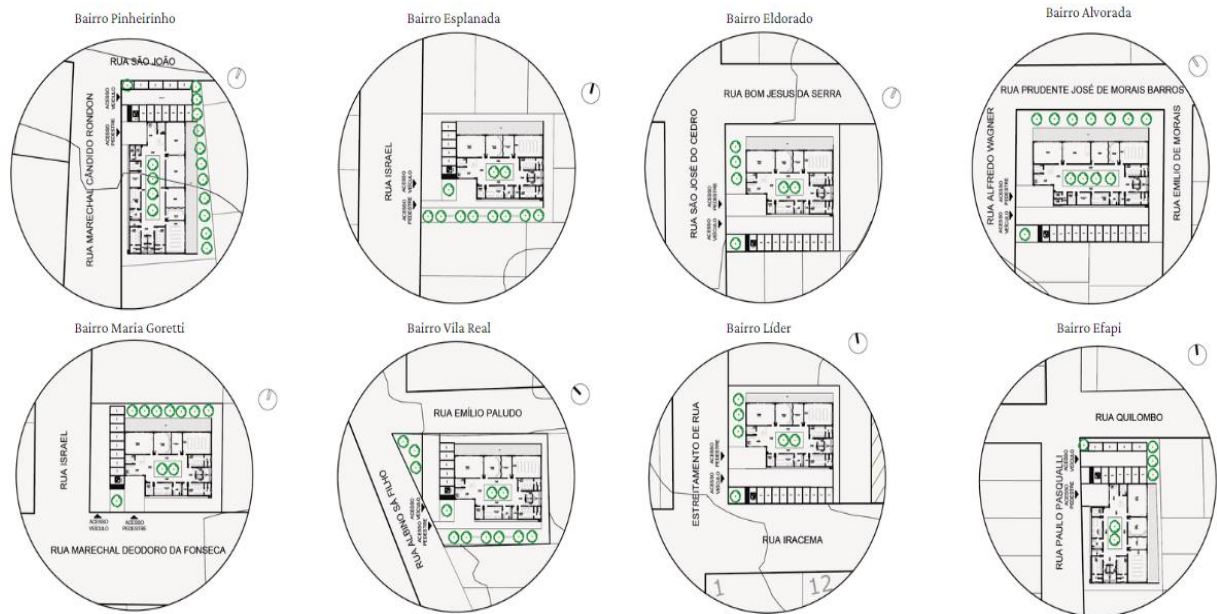 Bairro Pinheirinho
RUA SÃO JOÃO
RUA MARECHAL CÂNDIDO RONDON
ACESSO VEÍCULO
ACESSO PEDESTRE
Bairro Esplanada
RUA ISRAEL
ACESSO VEÍCULO
ACESSO PEDESTRE
Bairro Eldorado
RUA BOM JESUS DA SERRA
RUA SÃO JOSÉ DO CEDRO
ACESSO PEDESTRE
ACESSO VEÍCULO
Bairro Alvorada
RUA PRUDENTE JOSÉ DE MORAIS BARROS
RUA ALFREDO WAGNER
ACESSO PEDESTRE
ACESSO VEÍCULO
RUA EMILIO DE MORAIS
Bairro Maria Goretti
RUA ISRAEL
ACESSO VEÍCULO
ACESSO PEDESTRE
RUA MARECHAL DEODORO DA FONSECA
Bairro Vila Real
RUA EMÍLIO PALUDO
RUA ALBINO SÁ FILHO
ACESSO VEÍCULO
ACESSO PEDESTRE
Bairro Líder
ESTREITAMENTO DE RUA
ACESSO PEDESTRE
ACESSO VEÍCULO
RUA IRACEMA
1
12
Bairro Efapi
RUA QUILOMBO
RUA PAULO PASQUALLI
ACESSO VEÍCULO
ACESSO PEDESTRE